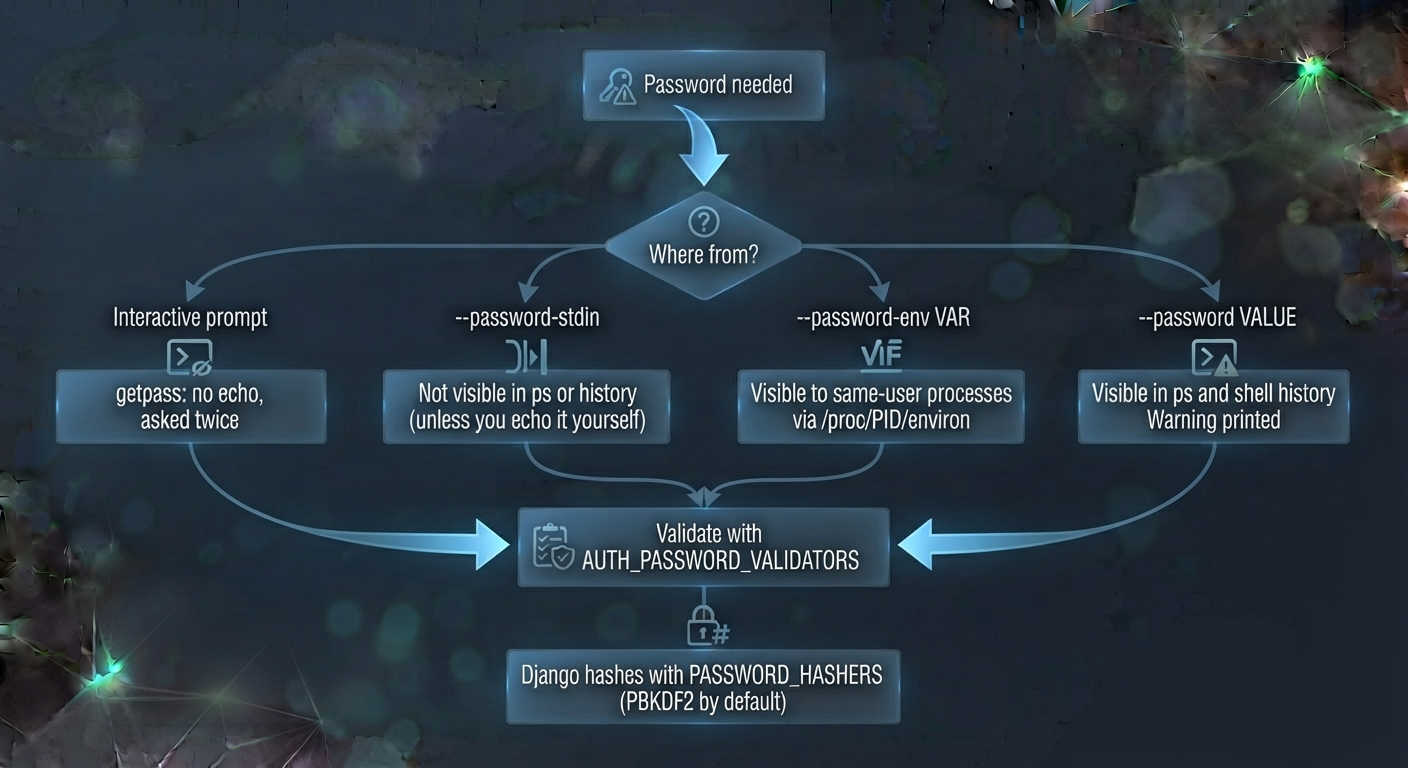 Password needed
Where from?
Interactive prompt
--password-stdin
--password-env VAR
--password VALUE
getpass: no echo,
asked twice
Not visible in ps or history
(unless you echo it yourself)
VIF
Visible to same-user processes
via /proc/PID/environ
Visible in ps and shell history
Warning printed
Validate with
AUTH_PASSWORD_VALIDATORS
Django hashes with PASSWORD_HASHERS
(PBKDF2 by default)